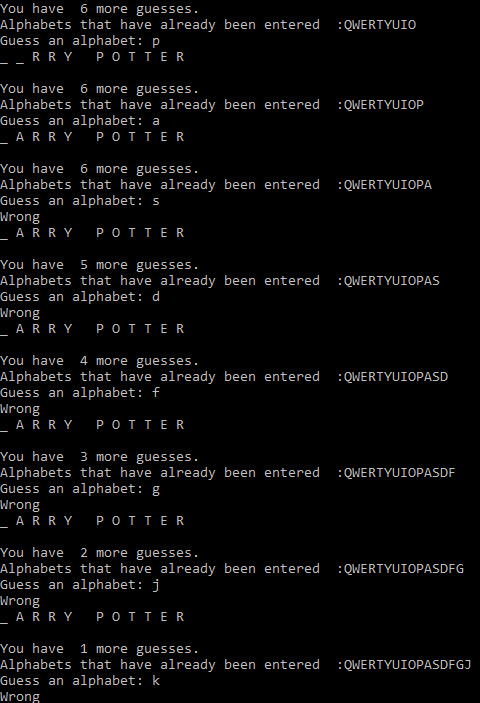 You have  6 more guesses.
Alphabets that have already been entered  :QWERTYUIO
Guess an alphabet: p
_ _ R R Y   P O T T E R
You have  6 more guesses.
Alphabets that have already been entered  :QWERTYUIOP
Guess an alphabet: a
_ A R R Y   P O T T E R
You have  6 more guesses.
Alphabets that have already been entered  :QWERTYUIOPA
Guess an alphabet: s
Wrong
_ A R R Y   P O T T E R
You have  5 more guesses.
Alphabets that have already been entered  :QWERTYUIOPAS
Guess an alphabet: d
Wrong
_ A R R Y   P O T T E R
You have  4 more guesses.
Alphabets that have already been entered  :QWERTYUIOPASD
Guess an alphabet: f
Wrong
_ A R R Y   P O T T E R
You have  3 more guesses.
Alphabets that have already been entered  :QWERTYUIOPASDF
Guess an alphabet: g
Wrong
_ A R R Y   P O T T E R
You have  2 more guesses.
Alphabets that have already been entered  :QWERTYUIOPASDFG
Guess an alphabet: j
Wrong
_ A R R Y   P O T T E R
You have  1 more guesses.
Alphabets that have already been entered  :QWERTYUIOPASDFGJ
Guess an alphabet: k
Wrong